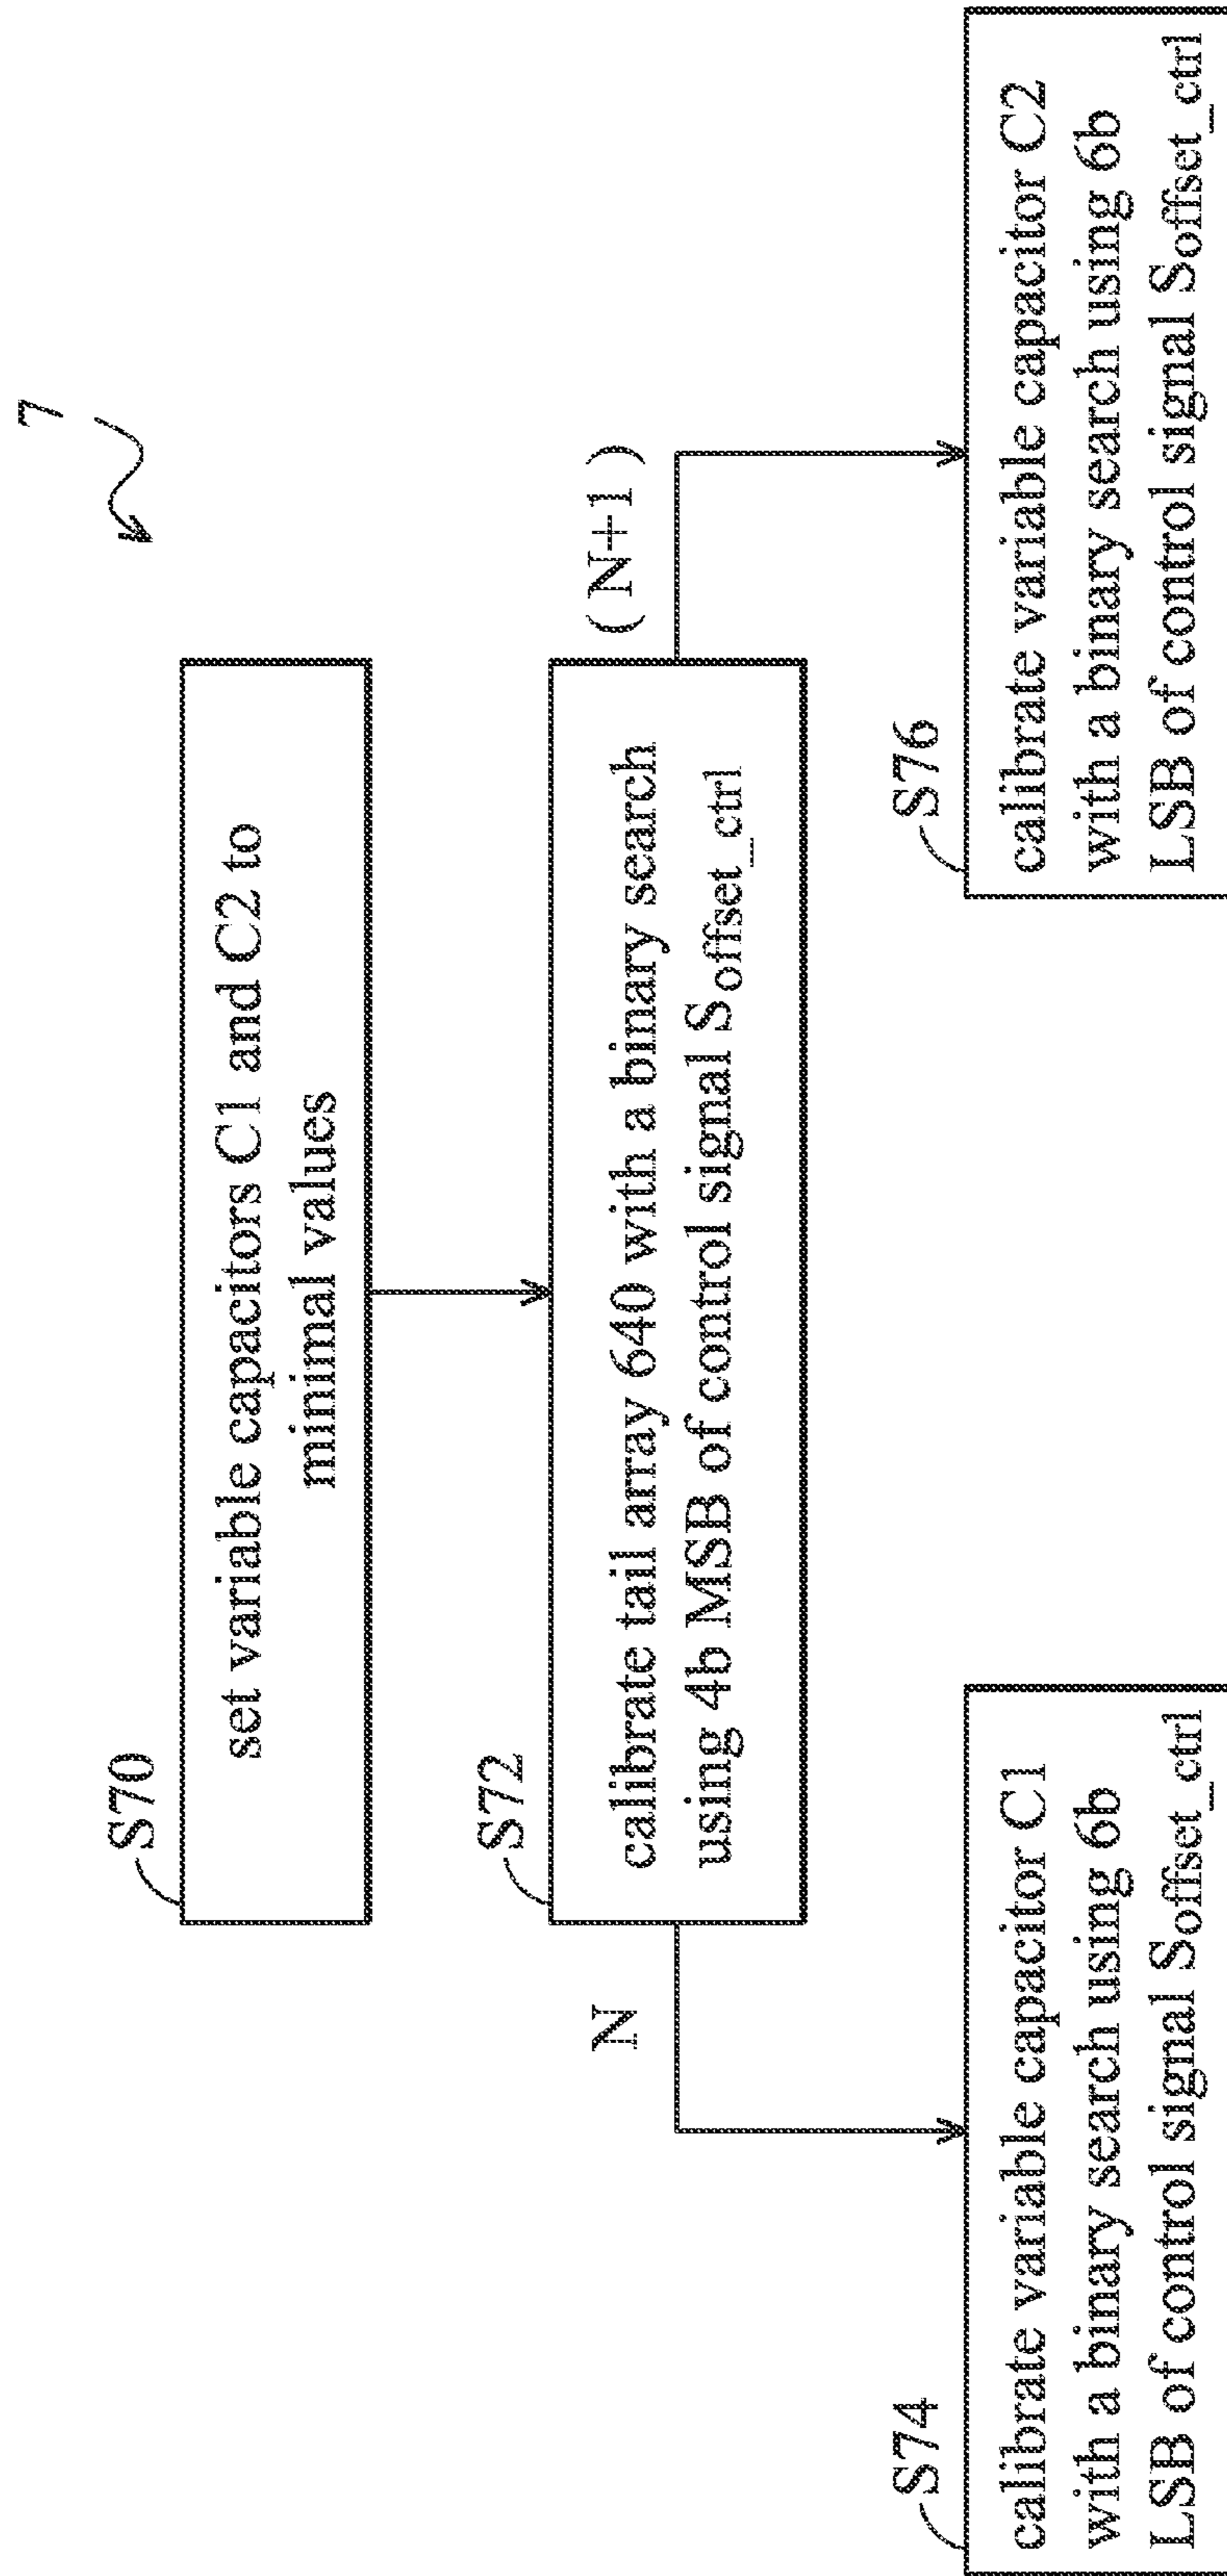 7
S70
set variable capacitors C1 and C2 to
minimal values
S72
calibrate tail array 640 with a binary search
using 4b MSB of control signal Soffset_ctrl
N
(N+1)
S74
calibrate variable capacitor C1
with a binary search using 6b
LSB of control signal Soffset_ctrl
S76
calibrate variable capacitor C2
with a binary search using 6b
LSB of control signal Soffset_ctrl